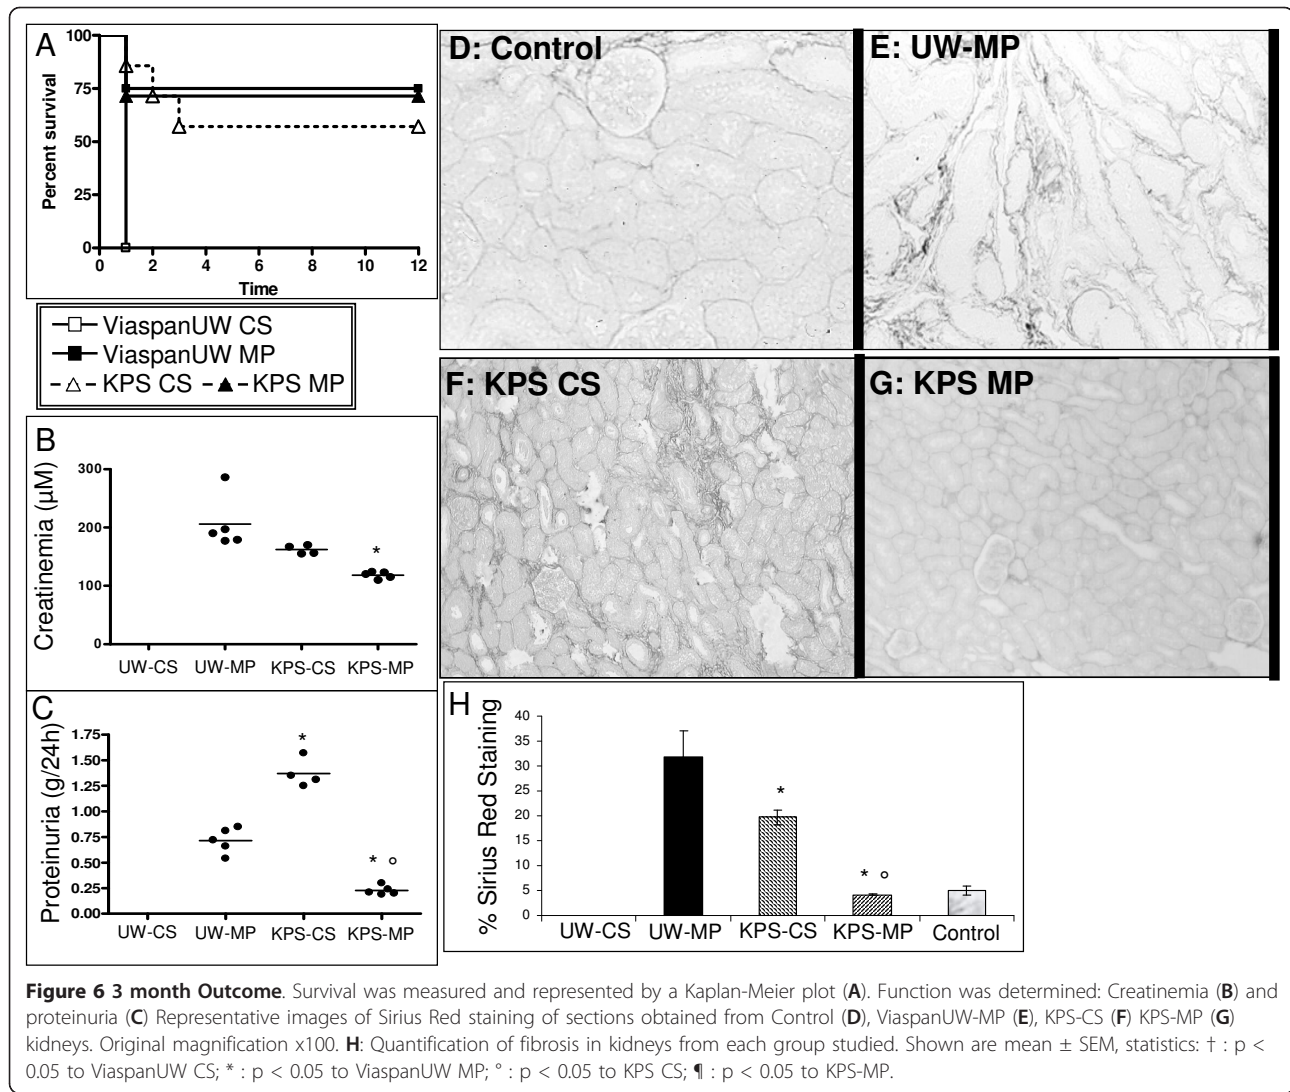 A
100
75
50
25
0
Percent survival
0 2 4 6 8 10 12
Time
ViaspanUW CS
ViaspanUW MP
KPS CS KPS MP
B
300
200
100
0
Creatinemia (µM)
*
UW-CS UW-MP KPS-CS KPS-MP
C
1.75
1.50
1.25
1.00
0.75
0.50
0.25
0.00
Proteinuria (g/24h)
*
* °
UW-CS UW-MP KPS-CS KPS-MP
D: Control
E: UW-MP
F: KPS CS
G: KPS MP
H
40
35
30
25
20
15
10
5
0
% Sirius Red Staining
*
* °
UW-CS UW-MP KPS-CS KPS-MP Control
Figure 6 3 month Outcome. Survival was measured and represented by a Kaplan-Meier plot (A). Function was determined: Creatinemia (B) and
proteinuria (C) Representative images of Sirius Red staining of sections obtained from Control (D), ViaspanUW-MP (E), KPS-CS (F) KPS-MP (G)
kidneys. Original magnification x100. H: Quantification of fibrosis in kidneys from each group studied. Shown are mean ± SEM, statistics: † : p <
0.05 to ViaspanUW CS; * : p < 0.05 to ViaspanUW MP; ° : p < 0.05 to KPS CS; ¶ : p < 0.05 to KPS-MP.